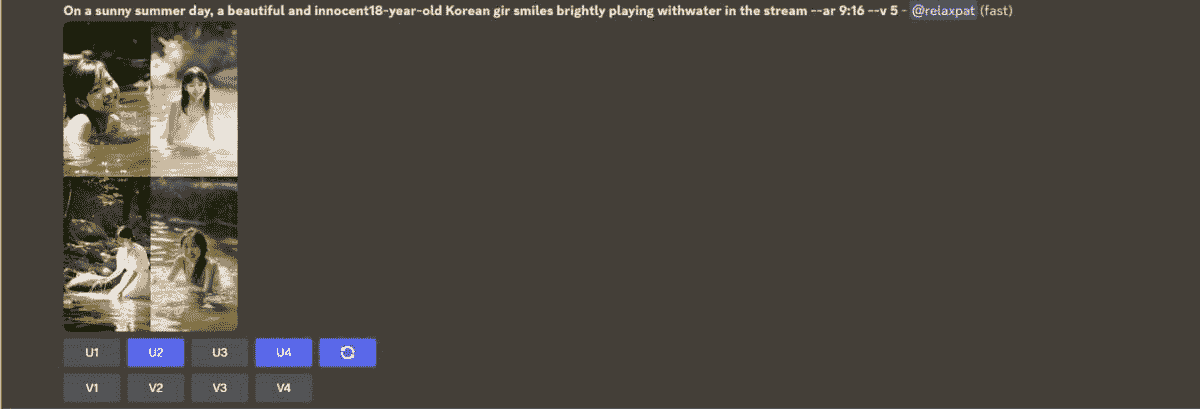 On a sunny summer day, a beautiful and innocent18-year-old Korean gir smiles brightly playing withwater in the stream --ar 9:16 --v 5 - @relaxpat (fast)
U1 U2 U3 U4
V1 V2 V3 V4